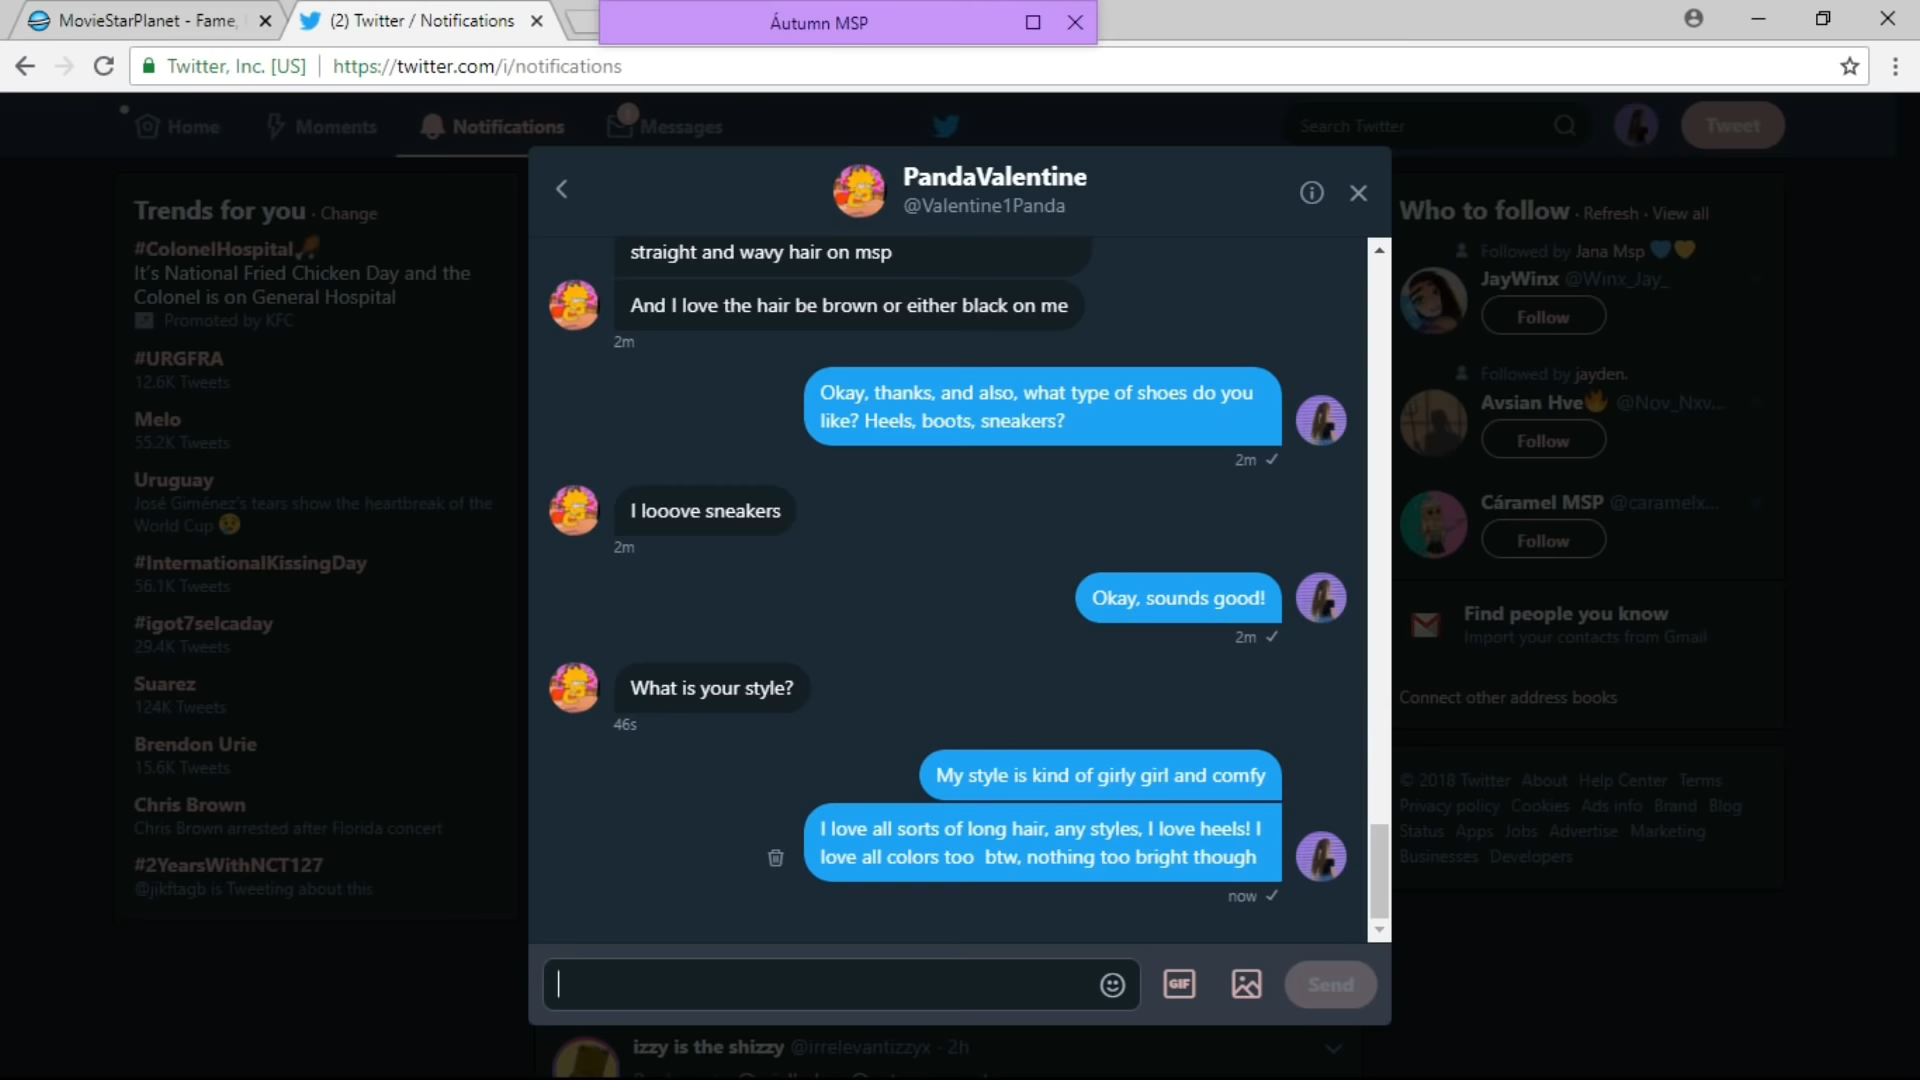 MovieStarPlanet - Fame,
(2) Twitter / Notifications
Áutumn MSP
Twitter, Inc. [US]
https://twitter.com/i/notifications
Home
Moments
Notifications
Messages
Search Twitter
Tweet
Trends for you · Change
#ColonelHospital
It's National Fried Chicken Day and the
Colonel is on General Hospital
Promoted by KFC
#URGFRA
12.6K Tweets
Melo
55.2K Tweets
Uruguay
José Giménez's tears show the heartbreak of the
World Cup 😢
#InternationalKissingDay
56.1K Tweets
#igot7selcaday
29.4K Tweets
Suarez
124K Tweets
Brendon Urie
15.6K Tweets
Chris Brown
Chris Brown arrested after Florida concert
#2YearsWithNCT127
@jikftagb is Tweeting about this
PandaValentine
@Valentine1Panda
straight and wavy hair on msp
And I love the hair be brown or either black on me
2m
Okay, thanks, and also, what type of shoes do you
like? Heels, boots, sneakers?
2m ✓
I looove sneakers
2m
Okay, sounds good!
2m ✓
What is your style?
46s
My style is kind of girly girl and comfy
I love all sorts of long hair, any styles, I love heels! I
love all colors too  btw, nothing too bright though
now ✓
GIF
Send
izzy is the shizzy @irrelevantizzyx · 2h
Who to follow · Refresh · View all
Followed by Jana Msp 💙💛
JayWinx @Winx_Jay_
Follow
Followed by jayden.
Avsian Hve🔥 @Nov_Nxv...
Follow
Cáramel MSP @caramelx...
Follow
Find people you know
Import your contacts from Gmail
Connect other address books
© 2018 Twitter About Help Center Terms
Privacy policy Cookies Ads info Brand Blog
Status Apps Jobs Advertise Marketing
Businesses Developers